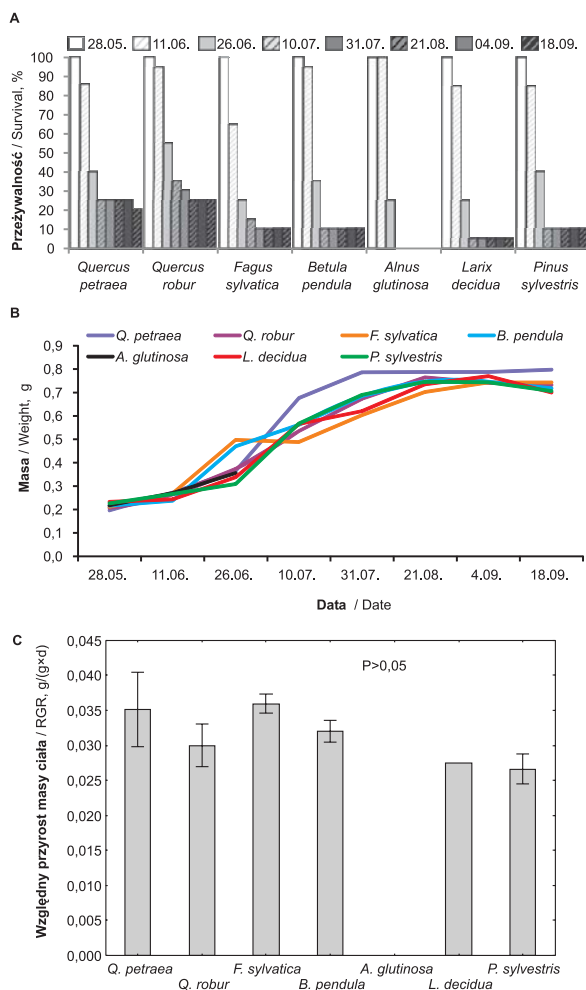 A
28.05. 11.06. 26.06. 10.07. 31.07. 21.08. 04.09. 18.09.
Przeżywalność / Survival, %
100
90
80
70
60
50
40
30
20
10
0
Quercus petraea
Quercus robur
Fagus sylvatica
Betula pendula
Alnus glutinosa
Larix decidua
Pinus sylvestris
B
Q. petraea Q. robur F. sylvatica B. pendula
A. glutinosa L. decidua P. sylvestris
Masa / Weight, g
0,9
0,8
0,7
0,6
0,5
0,4
0,3
0,2
0,1
0,0
28.05. 11.06. 26.06. 10.07. 31.07. 21.08. 4.09. 18.09.
Data / Date
C
Względny przyrost masy ciała / RGR, g/(g×d)
0,045
0,040
0,035
0,030
0,025
0,020
0,015
0,010
0,005
0,000
P>0,05
Q. petraea F. sylvatica A. glutinosa P. sylvestris
Q. robur B. pendula L. decidua